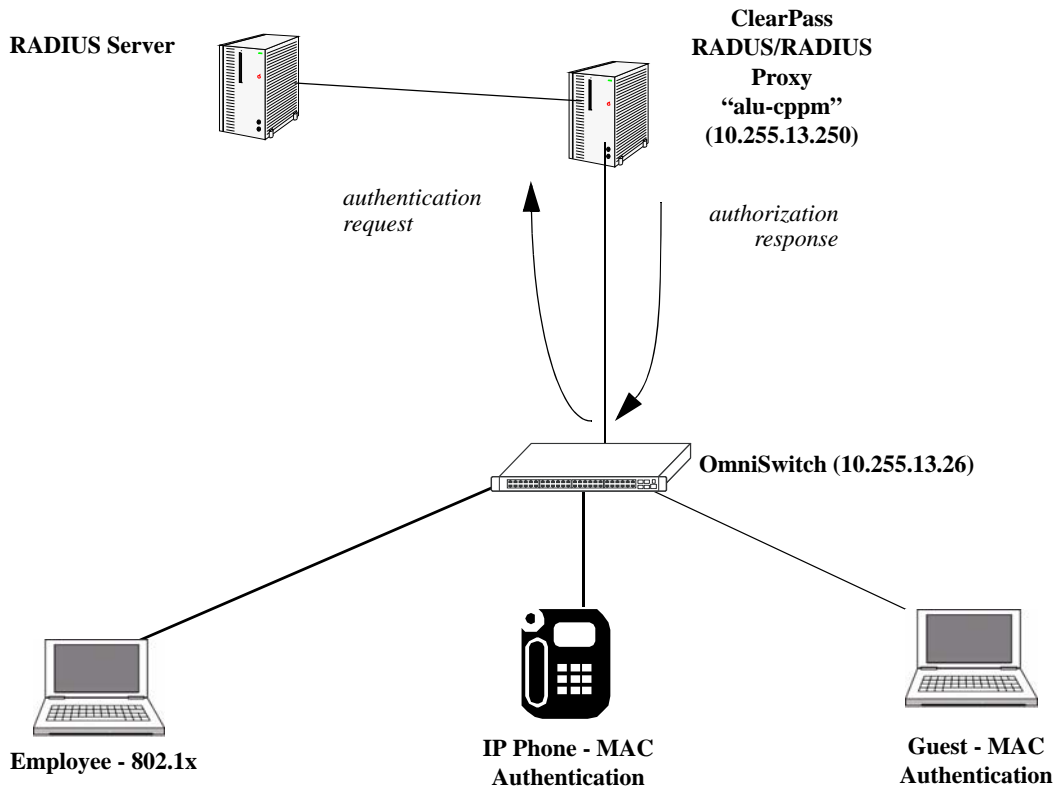 RADIUS Server
ClearPass
RADUS/RADIUS
Proxy
“alu-cppm”
(10.255.13.250)
authentication
request
authorization
response
OmniSwitch (10.255.13.26)
Employee - 802.1x
IP Phone - MAC
Authentication
Guest - MAC
Authentication